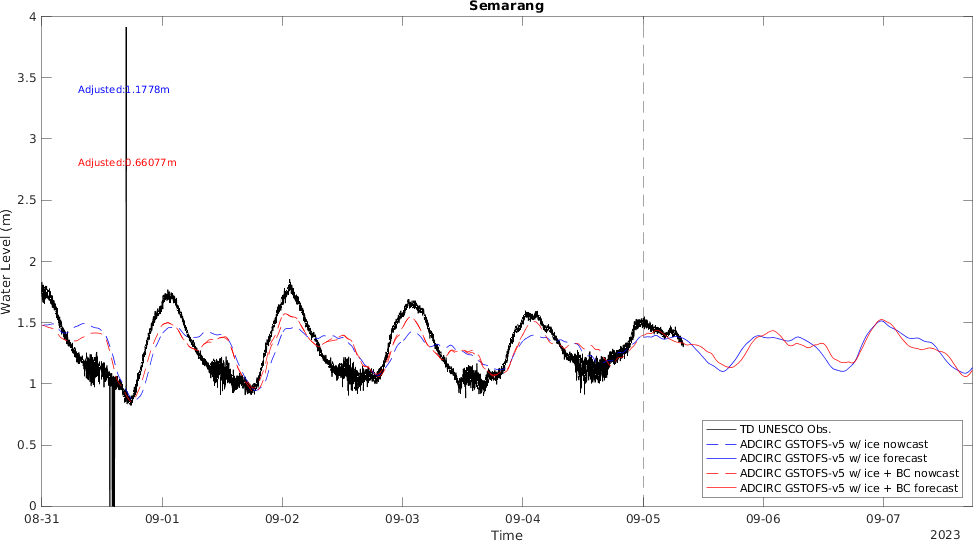 Semarang
4
3.5
3
2.5
2
1.5
1
0.5
0
Water Level (m)
Adjusted:1.1778m
Adjusted:0.66077m
TD UNESCO Obs.
ADCIRC GSTOFS-v5 w/ ice nowcast
ADCIRC GSTOFS-v5 w/ ice forecast
ADCIRC GSTOFS-v5 w/ ice + BC nowcast
ADCIRC GSTOFS-v5 w/ ice + BC forecast
08-31 09-01 09-02 09-03 09-04 09-05 09-06 09-07
Time
2023